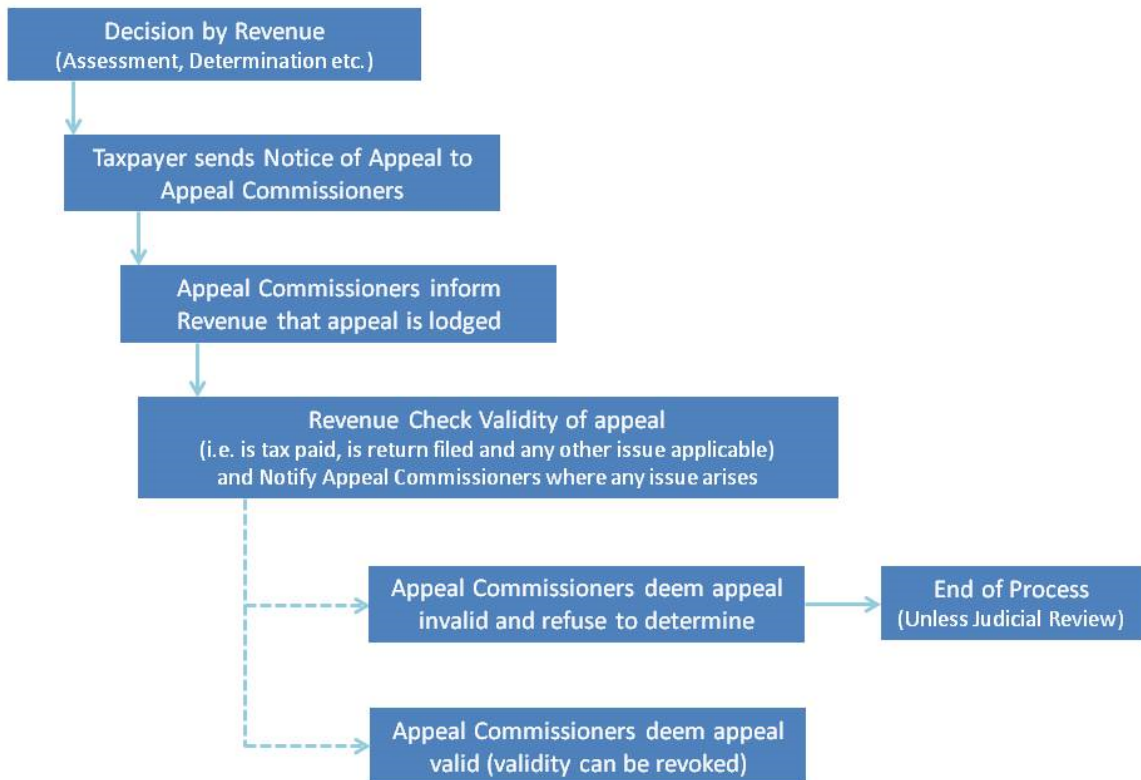 Decision by Revenue
(Assessment, Determination etc.)
Taxpayer sends Notice of Appeal to
Appeal Commissioners
Appeal Commissioners inform
Revenue that appeal is lodged
Revenue Check Validity of appeal
(i.e. is tax paid, is return filed and any other issue applicable)
and Notify Appeal Commissioners where any issue arises
Appeal Commissioners deem appeal
invalid and refuse to determine
End of Process
(Unless Judicial Review)
Appeal Commissioners deem appeal
valid (validity can be revoked)